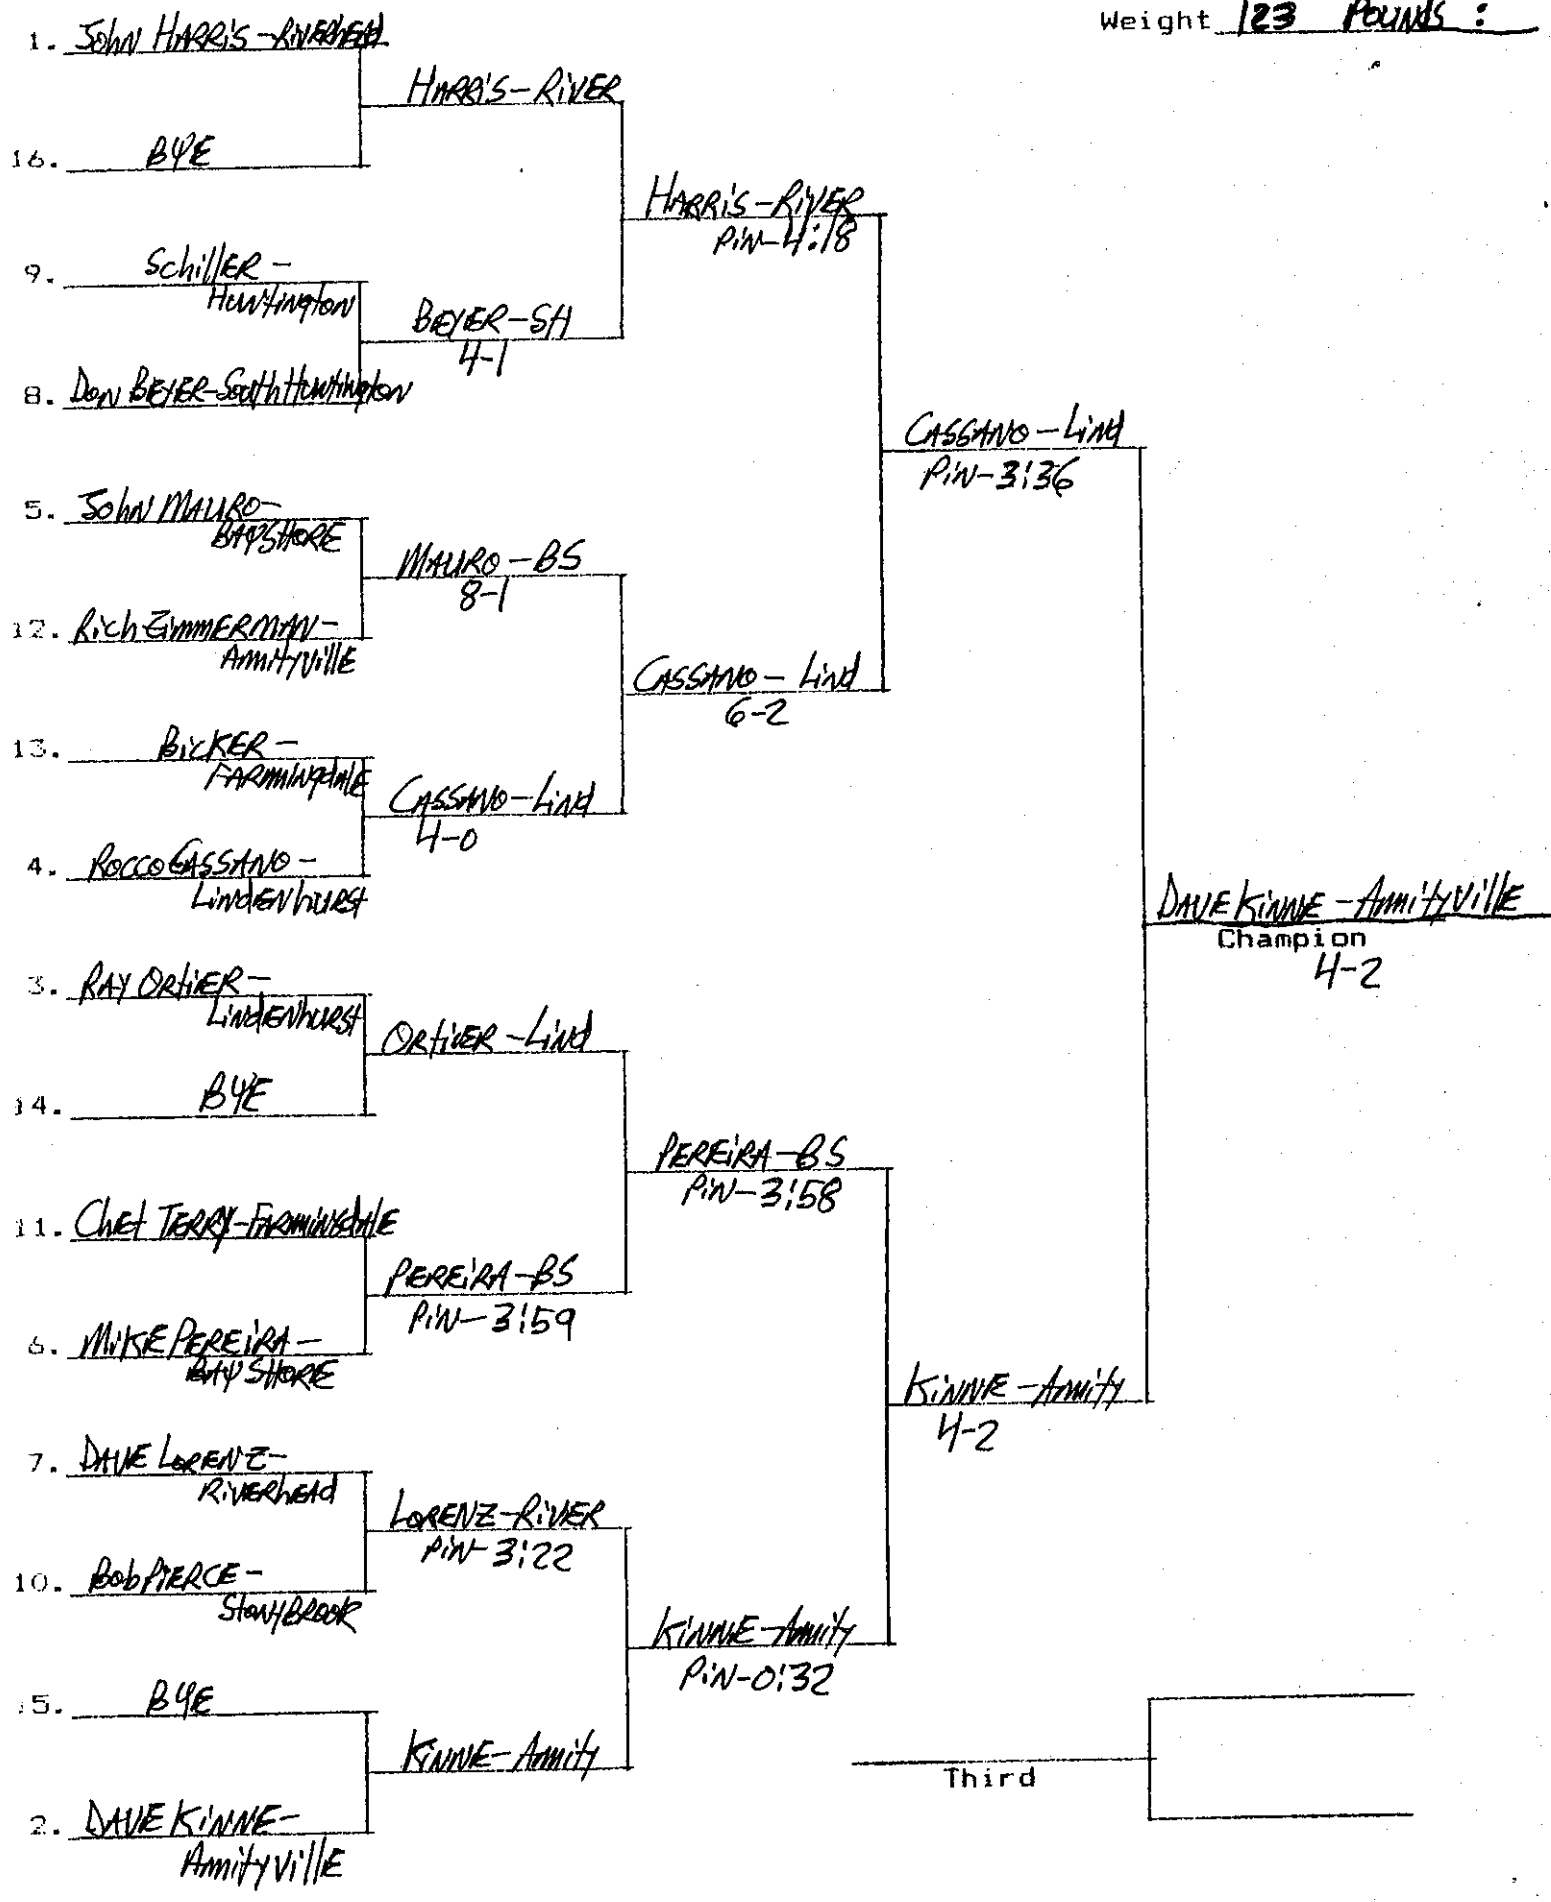 Weight 123 POUNDS :
1. JOHN HARRIS-RIVERHEAD
HARRIS-RIVER
16. BYE
HARRIS-RIVER
PIN-4:18
9. SCHILLER-
HUNTINGTON
BEYER-SH
4-1
8. DON BEYER-SOUTH HUNTINGTON
CASSANO-LIND
PIN-3:36
5. JOHN MAURO-
BAYSHORE
MAURO-BS
8-1
12. RICH ZIMMERMAN-
AMITYVILLE
CASSANO-LIND
6-2
13. BICKER-
FARMINGDALE
CASSANO-LIND
4-0
4. ROCCO CASSANO-
LINDENHURST
DAVE KINNE-AMITYVILLE
Champion
4-2
3. RAY ORTIVER-
LINDENHURST
ORTIVER-LIND
14. BYE
PEREIRA-BS
PIN-3:58
11. CHET TERRY-FARMINGDALE
PEREIRA-BS
PIN-3:59
6. MIKE PEREIRA-
BAY SHORE
KINNE-AMITY
4-2
7. DAVE LORENZ-
RIVERHEAD
LORENZ-RIVER
PIN-3:22
10. BOB PIERCE-
STONYBROOK
KINNE-AMITY
PIN-0:32
15. BYE
KINNE-AMITY
Third
2. DAVE KINNE-
AMITYVILLE